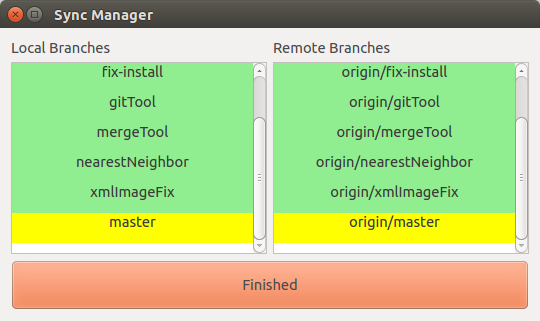 Sync Manager
Local Branches
fix-install
gitTool
mergeTool
nearestNeighbor
xmlImageFix
master
Remote Branches
origin/fix-install
origin/gitTool
origin/mergeTool
origin/nearestNeighbor
origin/xmlImageFix
origin/master
Finished